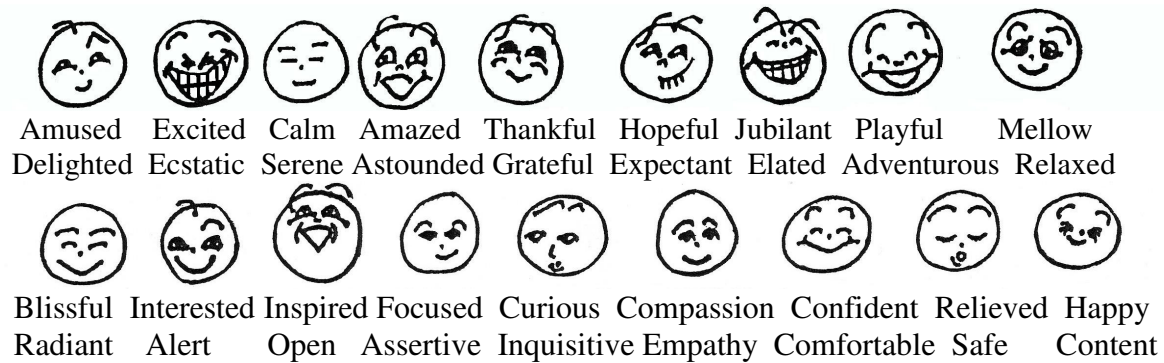 Amused Excited Calm Amazed Thankful Hopeful Jubilant Playful Mellow
Delighted Ecstatic Serene Astounded Grateful Expectant Elated Adventurous Relaxed
Blissful Interested Inspired Focused Curious Compassion Confident Relieved Happy
Radiant Alert Open Assertive Inquisitive Empathy Comfortable Safe Content